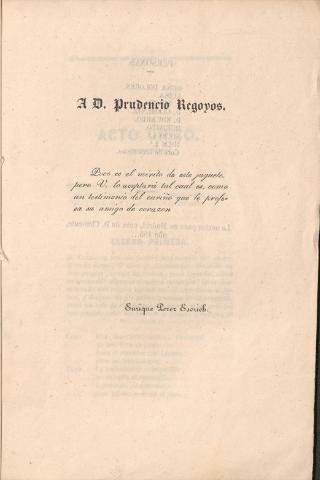 A D. Prudencio Regoyos.
Poco es el mérito de este juguete,
pero V. lo aceptará tal cual es, como
un testimonio del cariño que le profe-
sa su amigo de corazon
Enrique Perez Escrich.